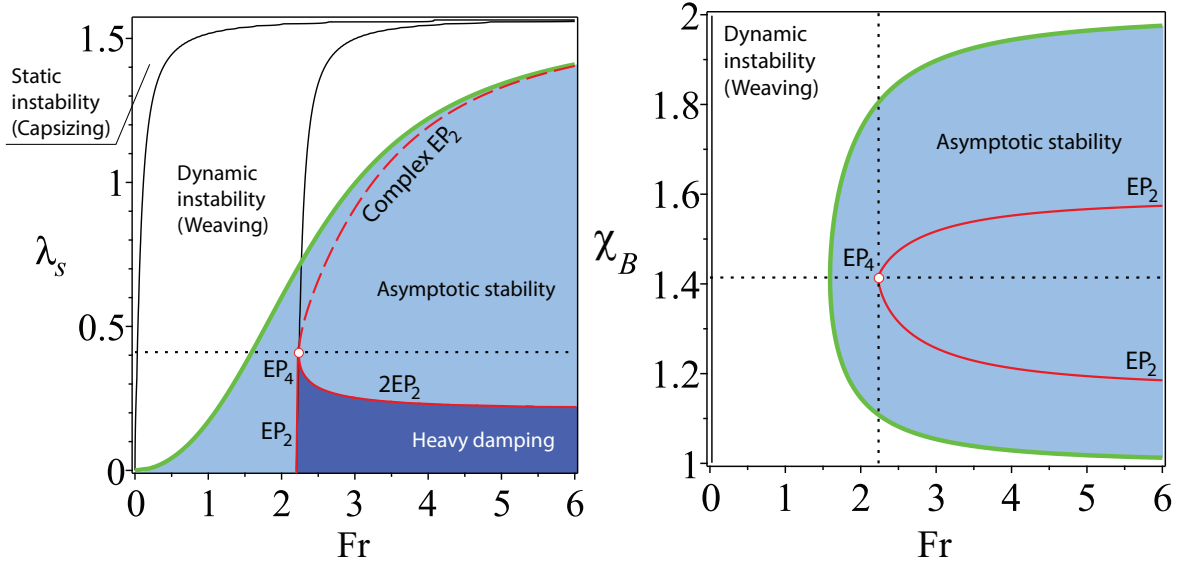 1.5
Static
instability
(Capsizing)
1
Dynamic
instability
(Weaving)
Complex EP2
λs
Asymptotic stability
0.5
EP4
2EP2
EP2
Heavy damping
0
0 1 2 3 4 5 6
Fr
2
Dynamic
instability
(Weaving)
1.8
Asymptotic stability
EP2
1.6
χB
EP4
1.4
EP2
1.2
1
0 1 2 3 4 5 6
Fr